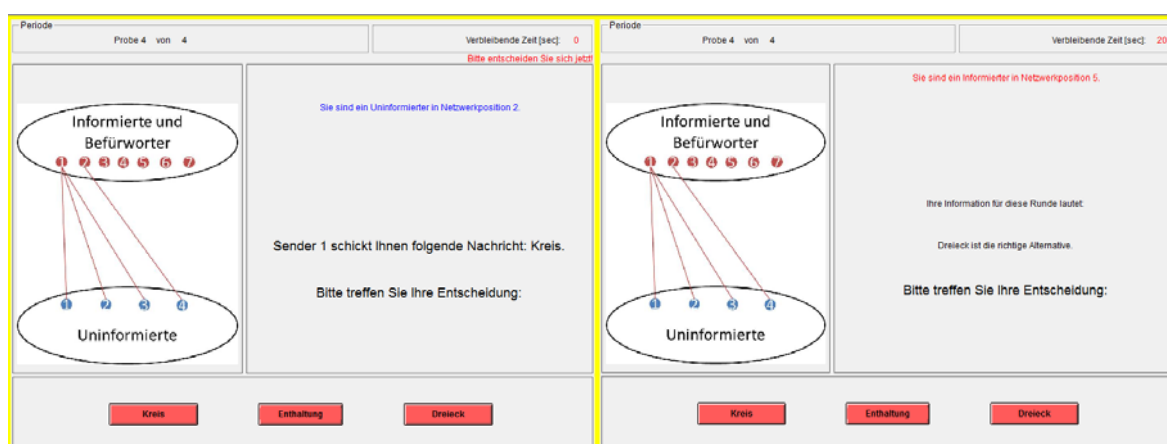 Periode
Probe 4 von 4
Verbleibende Zeit [sec]: 0
Bitte entscheiden Sie sich jetzt!
Informierte und
Befürworter
1 2 3 4 5 6 7
1 2 3 4
Uninformierte
Sie sind ein Uninformierter in Netzwerkposition 2.
Sender 1 schickt Ihnen folgende Nachricht: Kreis.
Bitte treffen Sie Ihre Entscheidung:
Kreis
Enthaltung
Dreieck
Periode
Probe 4 von 4
Verbleibende Zeit [sec]: 20
Informierte und
Befürworter
1 2 3 4 5 6 7
1 2 3 4
Uninformierte
Sie sind ein Informierter in Netzwerkposition 5.
Ihre Information für diese Runde lautet:
Dreieck ist die richtige Alternative.
Bitte treffen Sie Ihre Entscheidung:
Kreis
Enthaltung
Dreieck